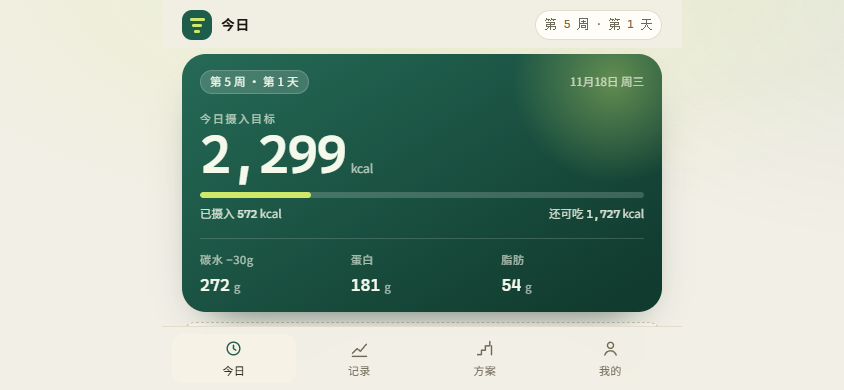 今日
第 5 周 · 第 1 天
第 5 周 · 第 1 天
11月18日 周三
今日摄入目标
2,299 kcal
已摄入 572 kcal
还可吃 1,727 kcal
碳水 −30g
蛋白
脂肪
272 g
181 g
54 g
今日
记录
方案
我的